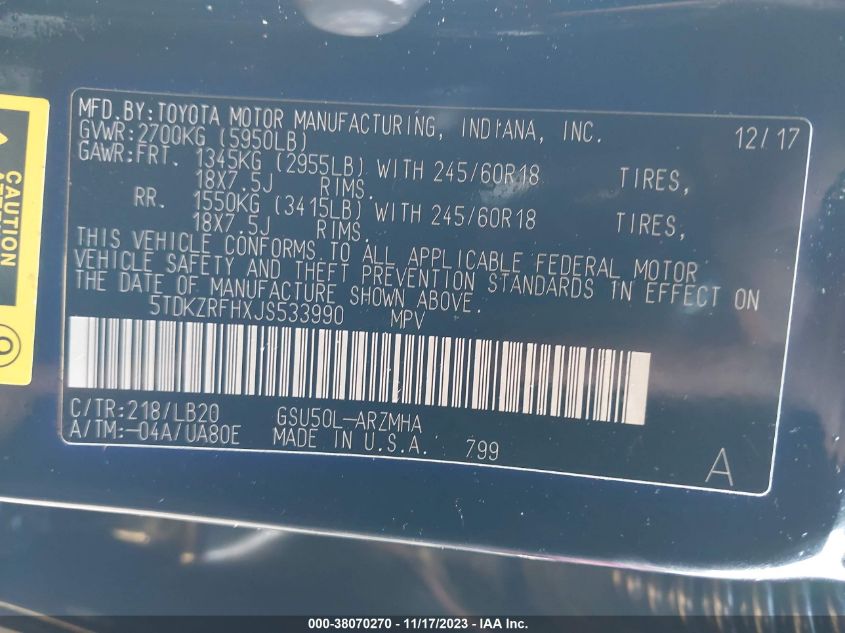 MFD. BY: TOYOTA MOTOR MANUFACTURING, INDIANA, INC. 12/17
GVWR: 2700KG (5950LB)
GAWR: FRT. 1345KG (2955LB) WITH 245/60R18 TIRES,
18X7.5J RIMS.
RR. 1550KG (3415LB) WITH 245/60R18 TIRES,
18X7.5J RIMS.
THIS VEHICLE CONFORMS TO ALL APPLICABLE FEDERAL MOTOR
VEHICLE SAFETY AND THEFT PREVENTION STANDARDS IN EFFECT ON
THE DATE OF MANUFACTURE SHOWN ABOVE.
5TDKZRFHXJS533990 MPV
C/TR: 218/LB20 GSU50L-ARZMHA
A/TM: -04A/UA80E MADE IN U.S.A. 799
A
CAUTION
000-38070270 - 11/17/2023 - IAA Inc.